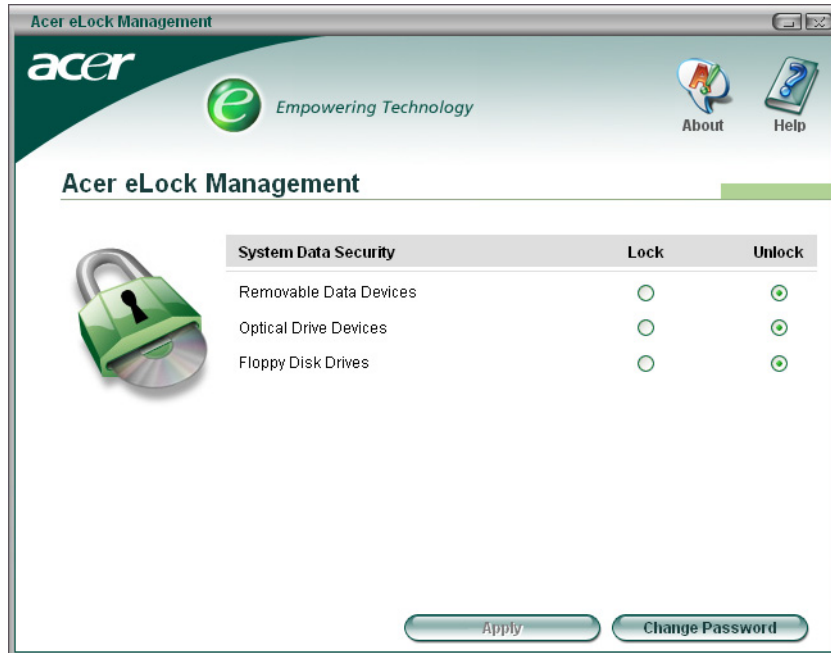 Acer eLock Management
acer
Empowering Technology
About
Help
Acer eLock Management
System Data Security Lock Unlock
Removable Data Devices
Optical Drive Devices
Floppy Disk Drives
Apply
Change Password